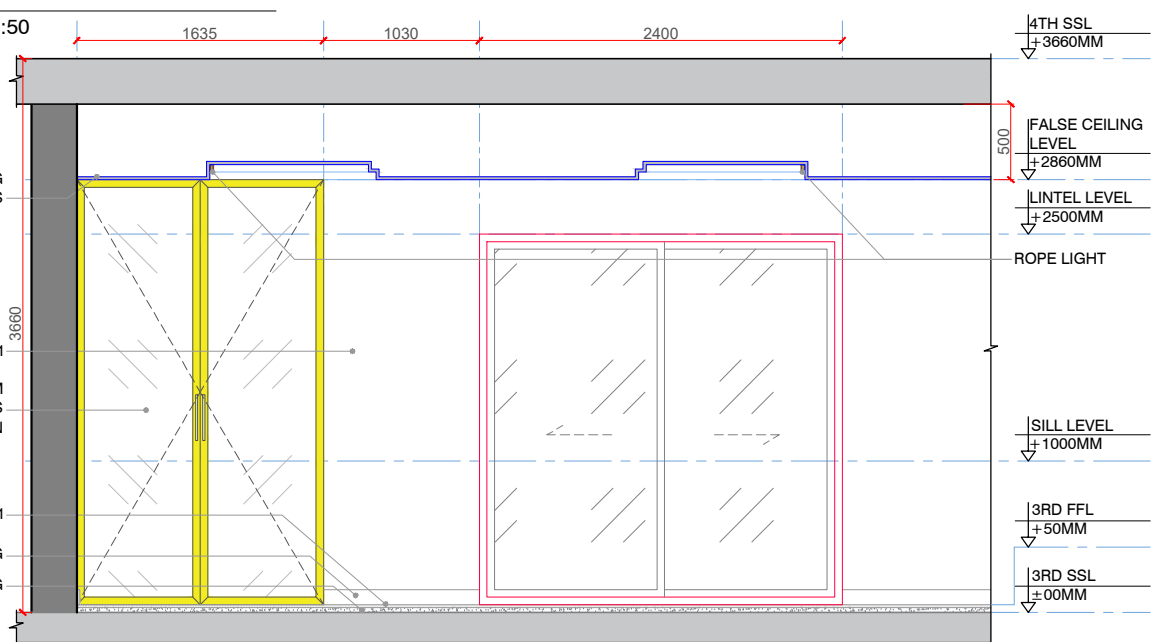 :50
1635
1030
2400
4TH SSL
+3660MM
FALSE CEILING
LEVEL
+2860MM
500
LINTEL LEVEL
+2500MM
ROPE LIGHT
3660
SILL LEVEL
+1000MM
3RD FFL
+50MM
3RD SSL
±00MM